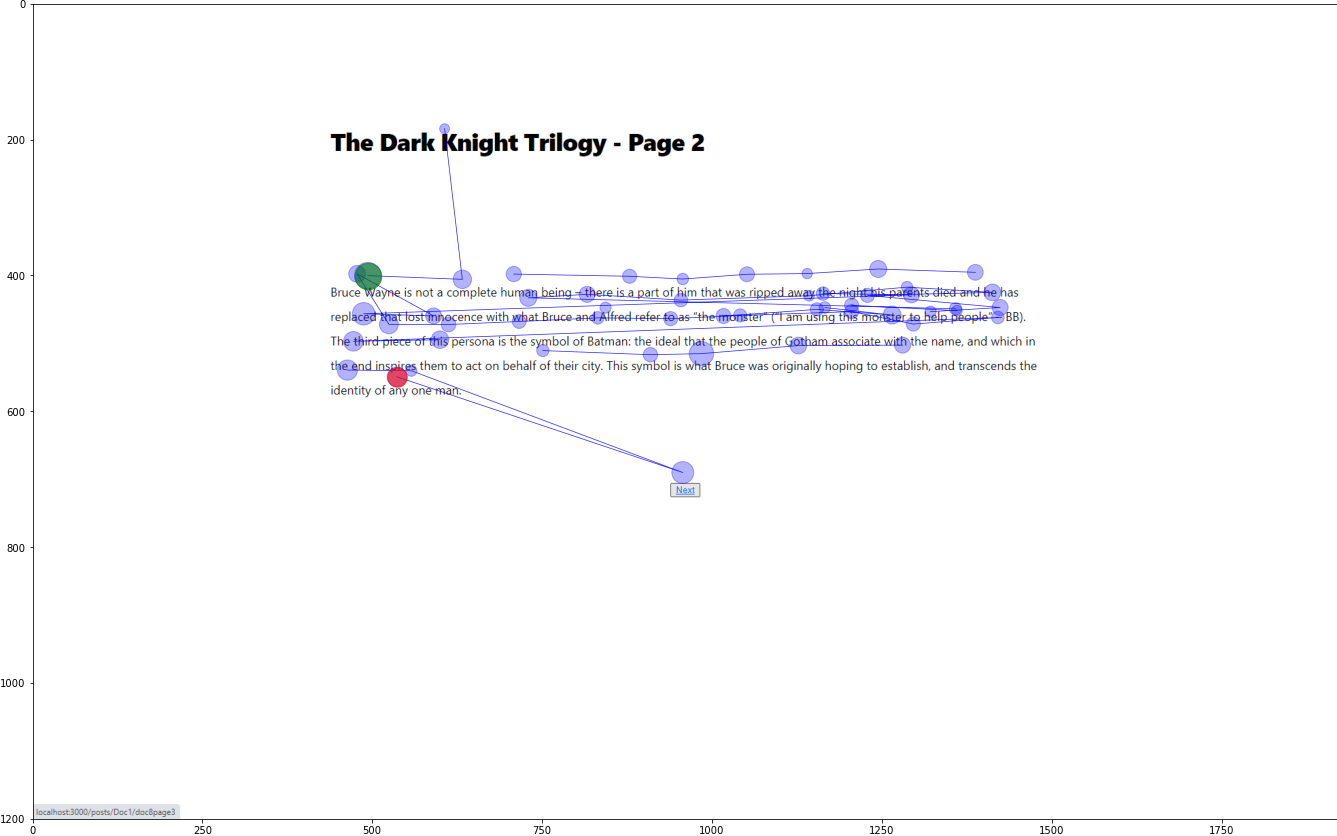 0
200
400
600
800
1000
1200
The Dark Knight Trilogy - Page 2
Bruce Wayne is not a complete human being – there is a part of him that was ripped away the night his parents died and he has
replaced that lost innocence with what Bruce and Alfred refer to as “the monster” (“I am using this monster to help people” – BB).
The third piece of this persona is the symbol of Batman: the ideal that the people of Gotham associate with the name, and which in
the end inspires them to act on behalf of their city. This symbol is what Bruce was originally hoping to establish, and transcends the
identity of any one man.
Next
localhost:3000/posts/Doc1/doc8page3
0 250 500 750 1000 1250 1500 1750